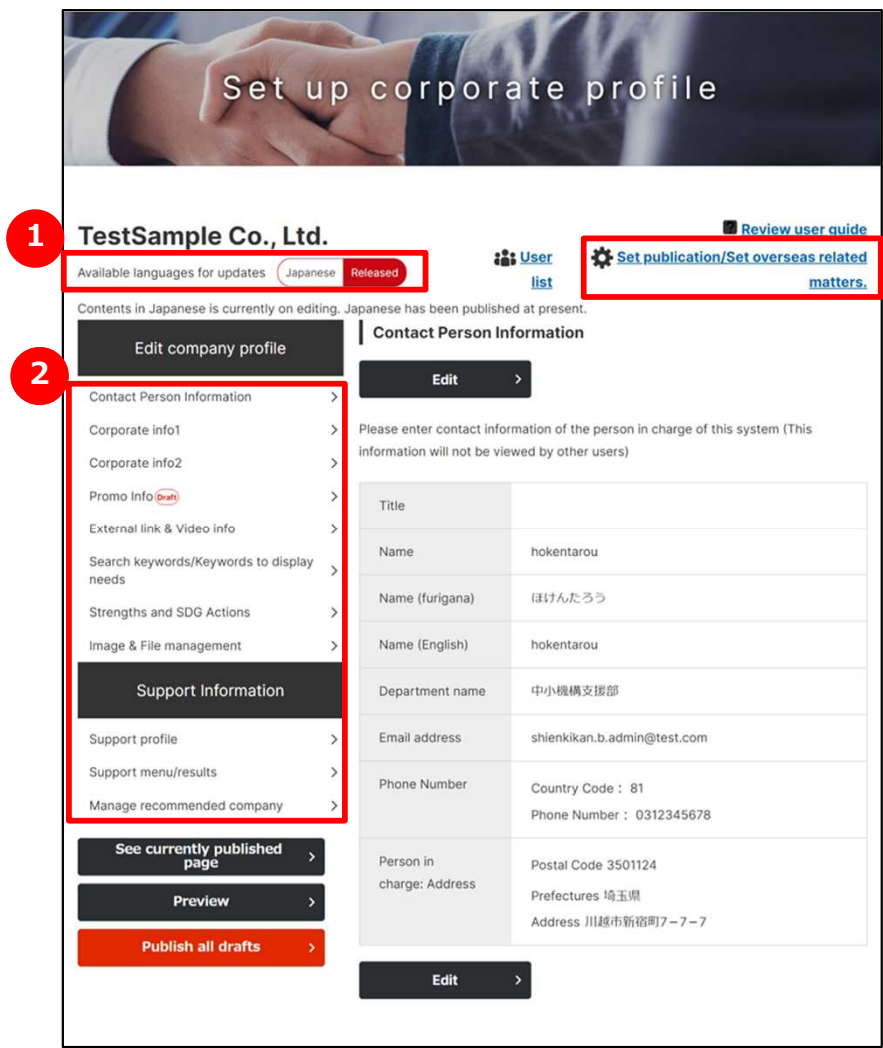 Set up corporate profile
Review user guide
1
TestSample Co., Ltd.
Available languages for updates Japanese Released
User
list
Set publication/Set overseas related
matters.
Contents in Japanese is currently on editing. Japanese has been published at present.
Edit company profile
2
Contact Person Information
Corporate info1
Corporate info2
Promo Info Draft
External link & Video info
Search keywords/Keywords to display
needs
Strengths and SDG Actions
Image & File management
Support Information
Support profile
Support menu/results
Manage recommended company
See currently published
page
Preview
Publish all drafts
Contact Person Information
Edit
Please enter contact information of the person in charge of this system (This
information will not be viewed by other users)
Title
Name hokentarou
Name (furigana) ほけんたろう
Name (English) hokentarou
Department name 中小機構支援部
Email address shienkikan.b.admin@test.com
Phone Number Country Code： 81
Phone Number： 0312345678
Person in
charge: Address
Postal Code 3501124
Prefectures 埼玉県
Address 川越市新宿町7−7−7
Edit